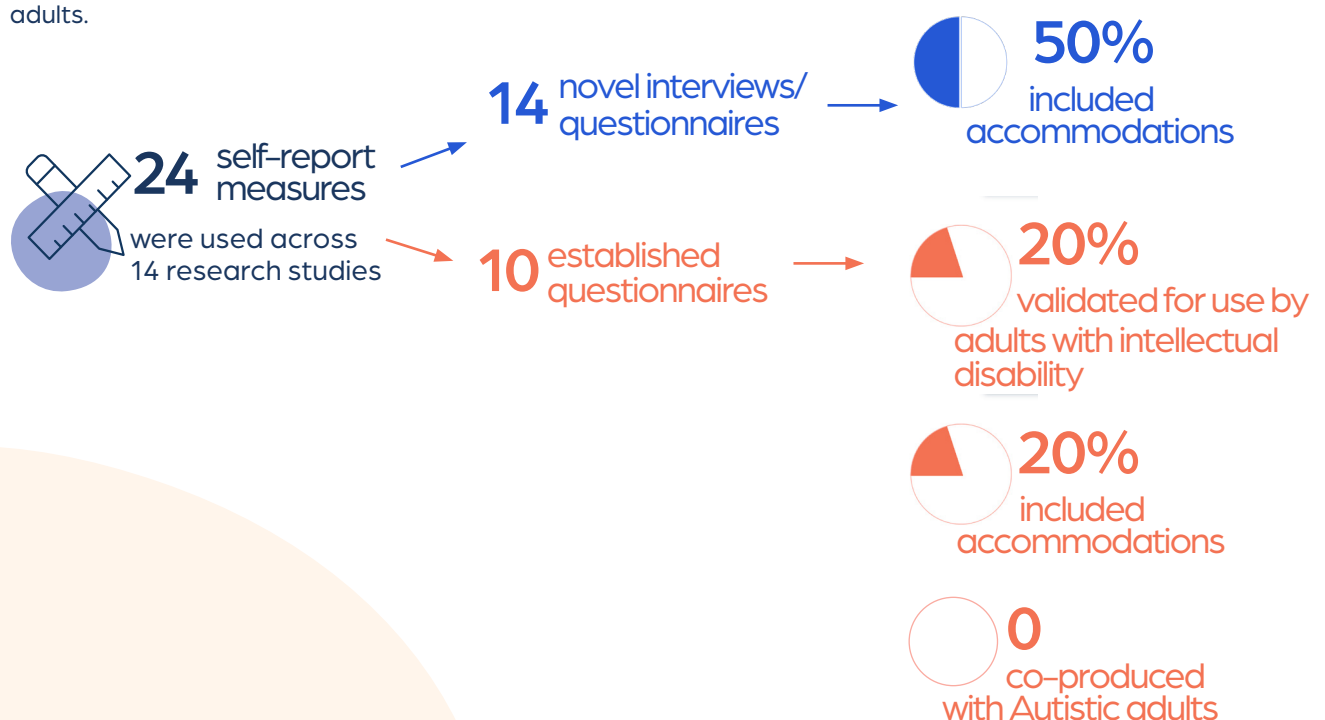 adults.
24 self-report
measures
were used across
14 research studies
14 novel interviews/
questionnaires
50%
included
accommodations
10 established
questionnaires
20%
validated for use by
adults with intellectual
disability
20%
included
accommodations
0
co-produced
with Autistic adults